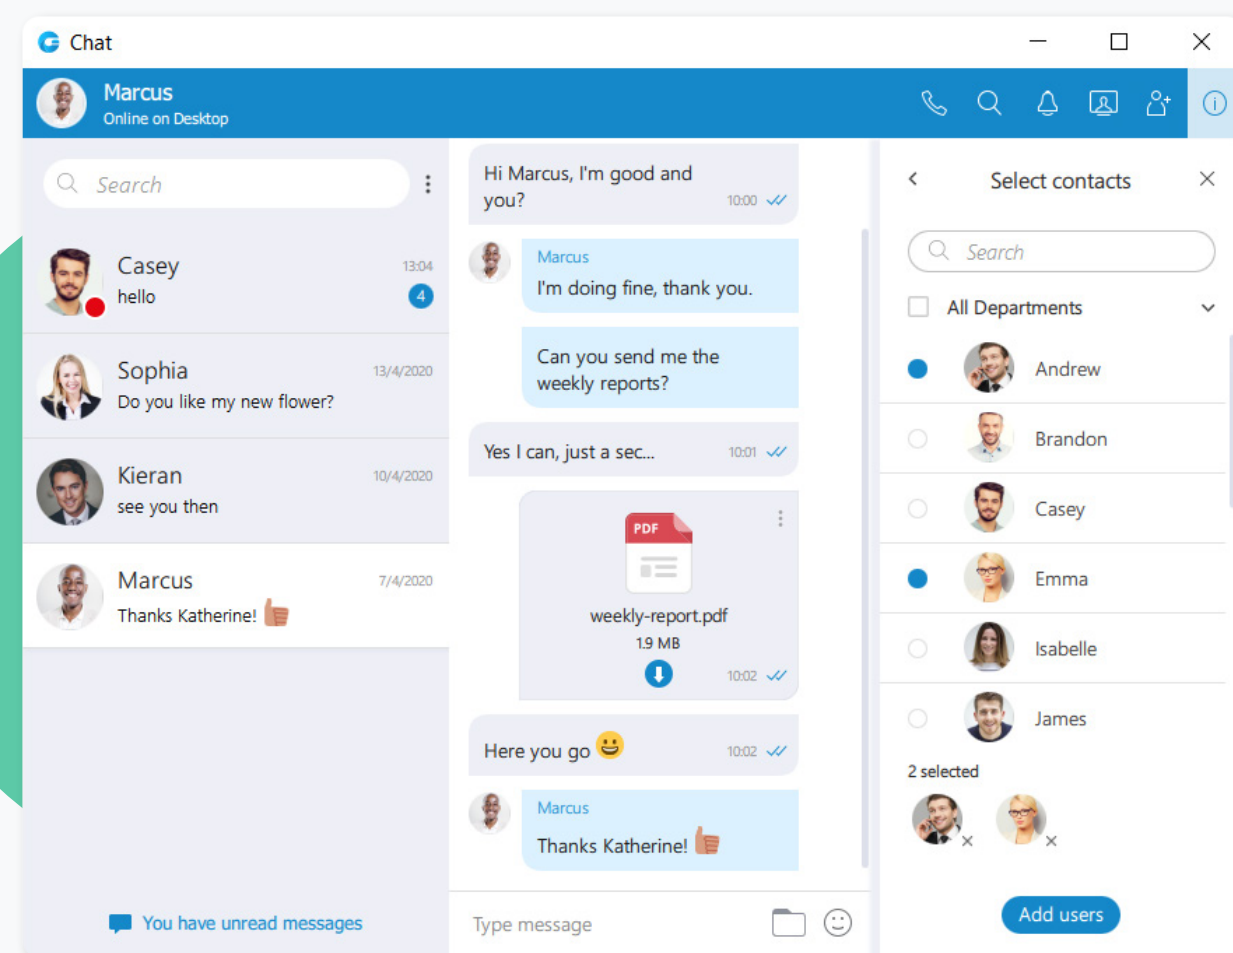 Chat
Marcus
Online on Desktop
Search
Casey 13:04
hello 4
Sophia 13/4/2020
Do you like my new flower?
Kieran 10/4/2020
see you then
Marcus 7/4/2020
Thanks Katherine!
You have unread messages
Hi Marcus, I'm good and
you? 10:00
Marcus
I'm doing fine, thank you.
Can you send me the
weekly reports?
Yes I can, just a sec... 10:01
PDF
weekly-report.pdf
1.9 MB
10:02
Here you go 😀 10:02
Marcus
Thanks Katherine!
Type message
Select contacts
Search
All Departments
Andrew
Brandon
Casey
Emma
Isabelle
James
2 selected
Add users